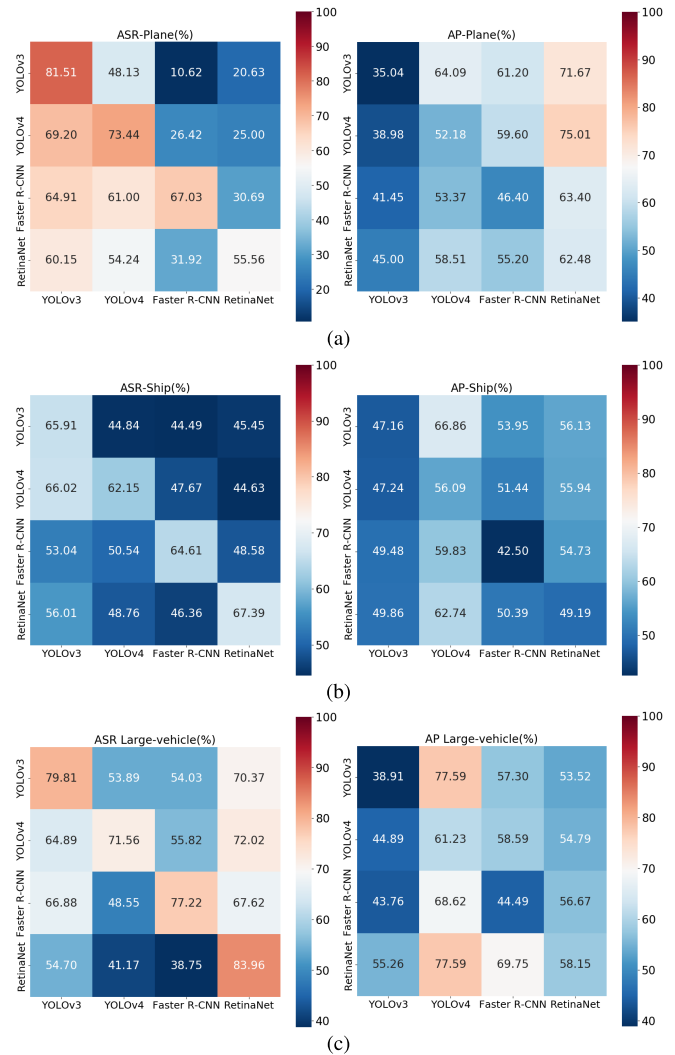 ASR-Plane(%)
YOLOv3 81.51 48.13 10.62 20.63
YOLOv4 69.20 73.44 26.42 25.00
Faster R-CNN 64.91 61.00 67.03 30.69
RetinaNet 60.15 54.24 31.92 55.56
YOLOv3 YOLOv4 Faster R-CNN RetinaNet
100
90
80
70
60
50
40
30
20
AP-Plane(%)
YOLOv3 35.04 64.09 61.20 71.67
YOLOv4 38.98 52.18 59.60 75.01
Faster R-CNN 41.45 53.37 46.40 63.40
RetinaNet 45.00 58.51 55.20 62.48
YOLOv3 YOLOv4 Faster R-CNN RetinaNet
100
90
80
70
60
50
40
(a)
ASR-Ship(%)
YOLOv3 65.91 44.84 44.49 45.45
YOLOv4 66.02 62.15 47.67 44.63
Faster R-CNN 53.04 50.54 64.61 48.58
RetinaNet 56.01 48.76 46.36 67.39
YOLOv3 YOLOv4 Faster R-CNN RetinaNet
100
90
80
70
60
50
AP-Ship(%)
YOLOv3 47.16 66.86 53.95 56.13
YOLOv4 47.24 56.09 51.44 55.94
Faster R-CNN 49.48 59.83 42.50 54.73
RetinaNet 49.86 62.74 50.39 49.19
YOLOv3 YOLOv4 Faster R-CNN RetinaNet
100
90
80
70
60
50
(b)
ASR Large-vehicle(%)
YOLOv3 79.81 53.89 54.03 70.37
YOLOv4 64.89 71.56 55.82 72.02
Faster R-CNN 66.88 48.55 77.22 67.62
RetinaNet 54.70 41.17 38.75 83.96
YOLOv3 YOLOv4 Faster R-CNN RetinaNet
100
90
80
70
60
50
40
AP Large-vehicle(%)
YOLOv3 38.91 77.59 57.30 53.52
YOLOv4 44.89 61.23 58.59 54.79
Faster R-CNN 43.76 68.62 44.49 56.67
RetinaNet 55.26 77.59 69.75 58.15
YOLOv3 YOLOv4 Faster R-CNN RetinaNet
100
90
80
70
60
50
40
(c)